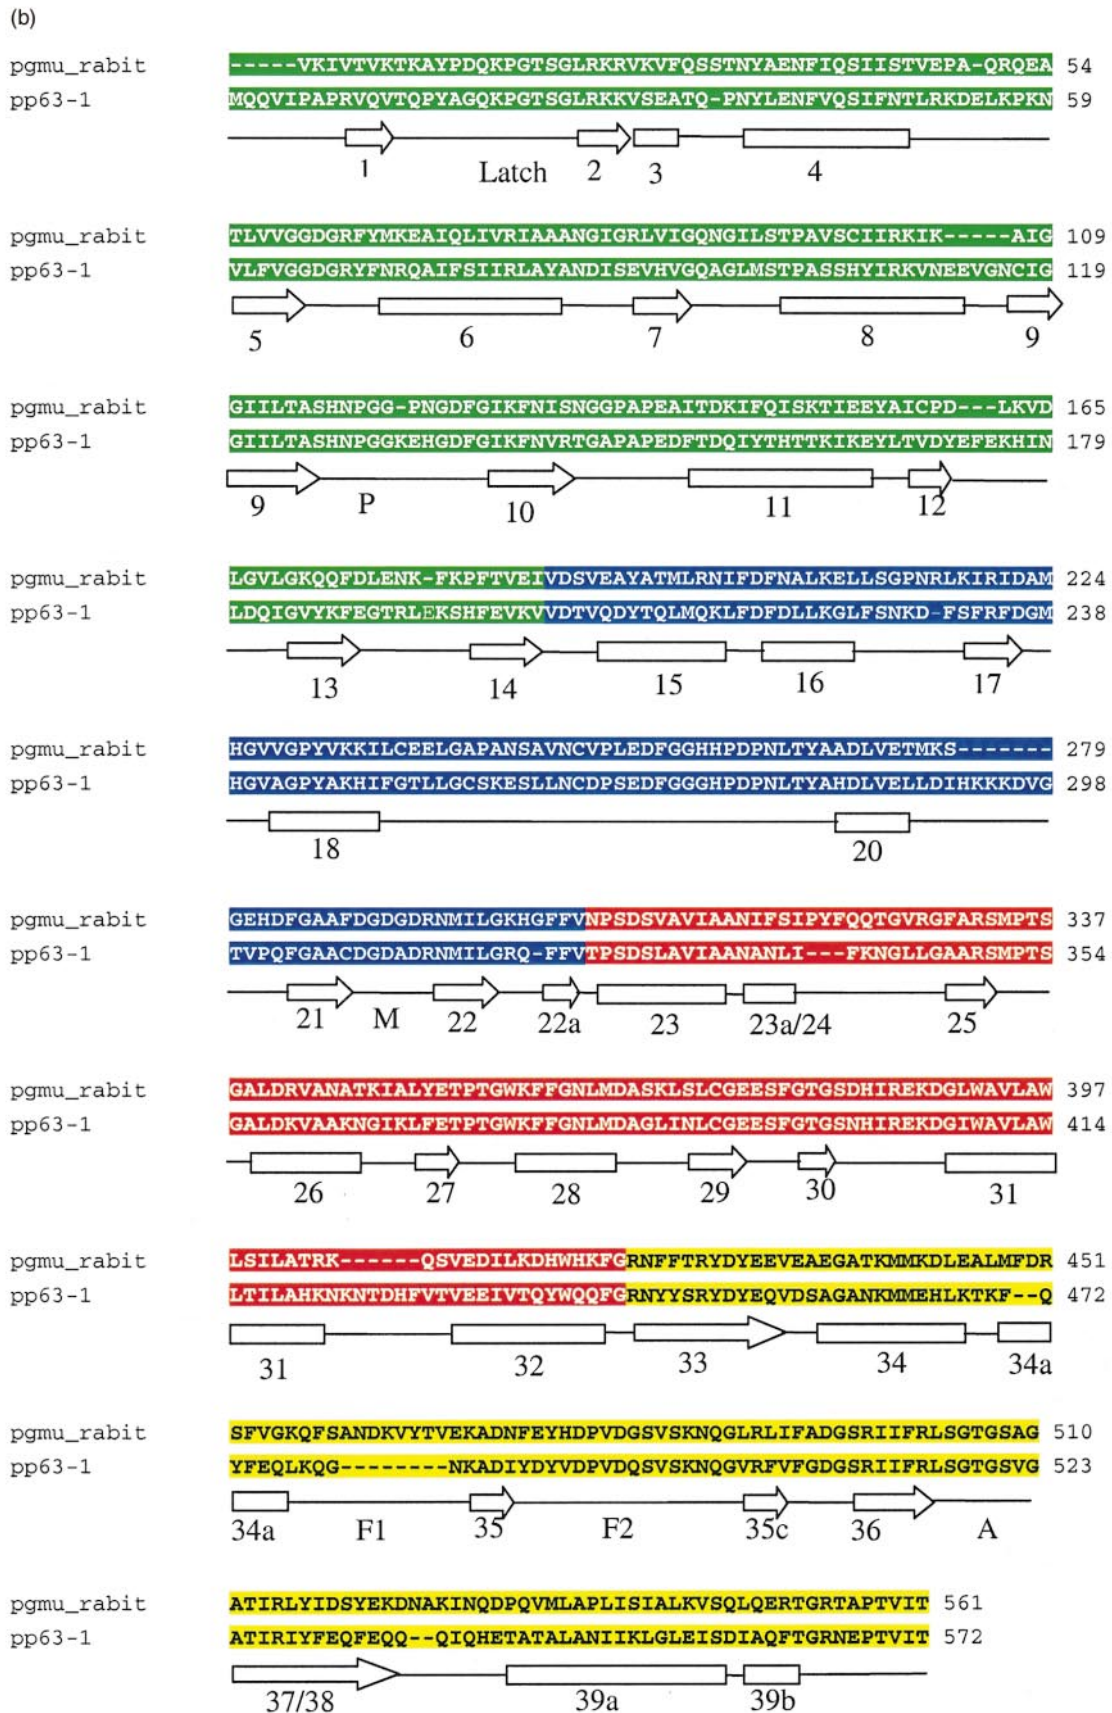 (b)
pgmu_rabit -----VKIVTVKTKAYPDQKPGTSGLRKRVKVFQSSTNYAENFIQSIISTVEPA-QRQEA 54
pp63-1 MQQVIPAPRVQVTQPYAGQKPGTSGLRKKVSEATQ-PNYLENFVQSIFNTLRKDELKPKN 59
1 Latch 2 3 4
pgmu_rabit TLVVGGDGRFYMKEAIQLIVRIAAANGIGRLVIGQNGILSTPAVSCIIRKIK-----AIG 109
pp63-1 VLFVGGDGRYFNRQAIFSIIRLAYANDISEVHVGQAGLMSTPASSHYIRKVNEEVGNCIG 119
5 6 7 8 9
pgmu_rabit GIILTASHNPGG-PNGDFGIKFNISNGGPAPEAITDKIFQISKTIEEYAICPD---LKVD 165
pp63-1 GIILTASHNPGGKEHGDFGIKFNVRTGAPAPEDFTDQIYTHTTKIKEYLTVDYEFEKHIN 179
9 P 10 11 12
pgmu_rabit LGVLGKQQFDLENK-FKPFTVEIVDSVEAYATMLRNIFDFNALKELLSGPNRLKIRIDAM 224
pp63-1 LDQIGVYKFEGTRLEKSHFEVKVVDTVQDYTQLMQKLFDFDLLKGLFSNKD-FSFRFDGM 238
13 14 15 16 17
pgmu_rabit HGVVGPYVKKILCEELGAPANSAVNCVPLEDFGGHHPDPNLTYAADLVETMKS------- 279
pp63-1 HGVAGPYAKHIFGTLLGCSKESLLNCDPSEDFGGGHPDPNLTYAHDLVELLDIHKKKDVG 298
18 20
pgmu_rabit GEHDFGAAFDGDGDRNMILGKHGFFVNPSDSVAVIAANIFSIPYFQQTGVRGFARSMPTS 337
pp63-1 TVPQFGAACDGDADRNMILGRQ-FFVTPSDSLAVIAANANLI---FKNGLLGAARSMPTS 354
21 M 22 22a 23 23a/24 25
pgmu_rabit GALDRVANATKIALYETPTGWKFFGNLMDASKLSLCGEESFGTGSDHIREKDGLWAVLAW 397
pp63-1 GALDKVAAKNGIKLFETPTGWKFFGNLMDAGLINLCGEESFGTGSNHIREKDGIWAVLAW 414
26 27 28 29 30 31
pgmu_rabit LSILATRK------QSVEDILKDHWHKFGRNFFTRYDYEEVEAEGATKMMKDLEALMFDR 451
pp63-1 LTILAHKNKNTDHFVTVEEIVTQYWQQFGRNYYSRYDYEQVDSAGANKMMEHLKTKF--Q 472
31 32 33 34 34a
pgmu_rabit SFVGKQFSANDKVYTVEKADNFEYHDPVDGSVSKNQGLRLIFADGSRIIFRLSGTGSAG 510
pp63-1 YFEQLKQG--------NKADIYDYVDPVDQSVSKNQGVRFVFGDGSRIIFRLSGTGSVG 523
34a F1 35 F2 35c 36 A
pgmu_rabit ATIRLYIDSYEKDNAKINQDPQVMLAPLISIALKVSQLQERTGRTAPTVIT 561
pp63-1 ATIRIYFEQFEQQ--QIQHETATALANIIKLGLEISDIAQFTGRNEPTVIT 572
37/38 39a 39b